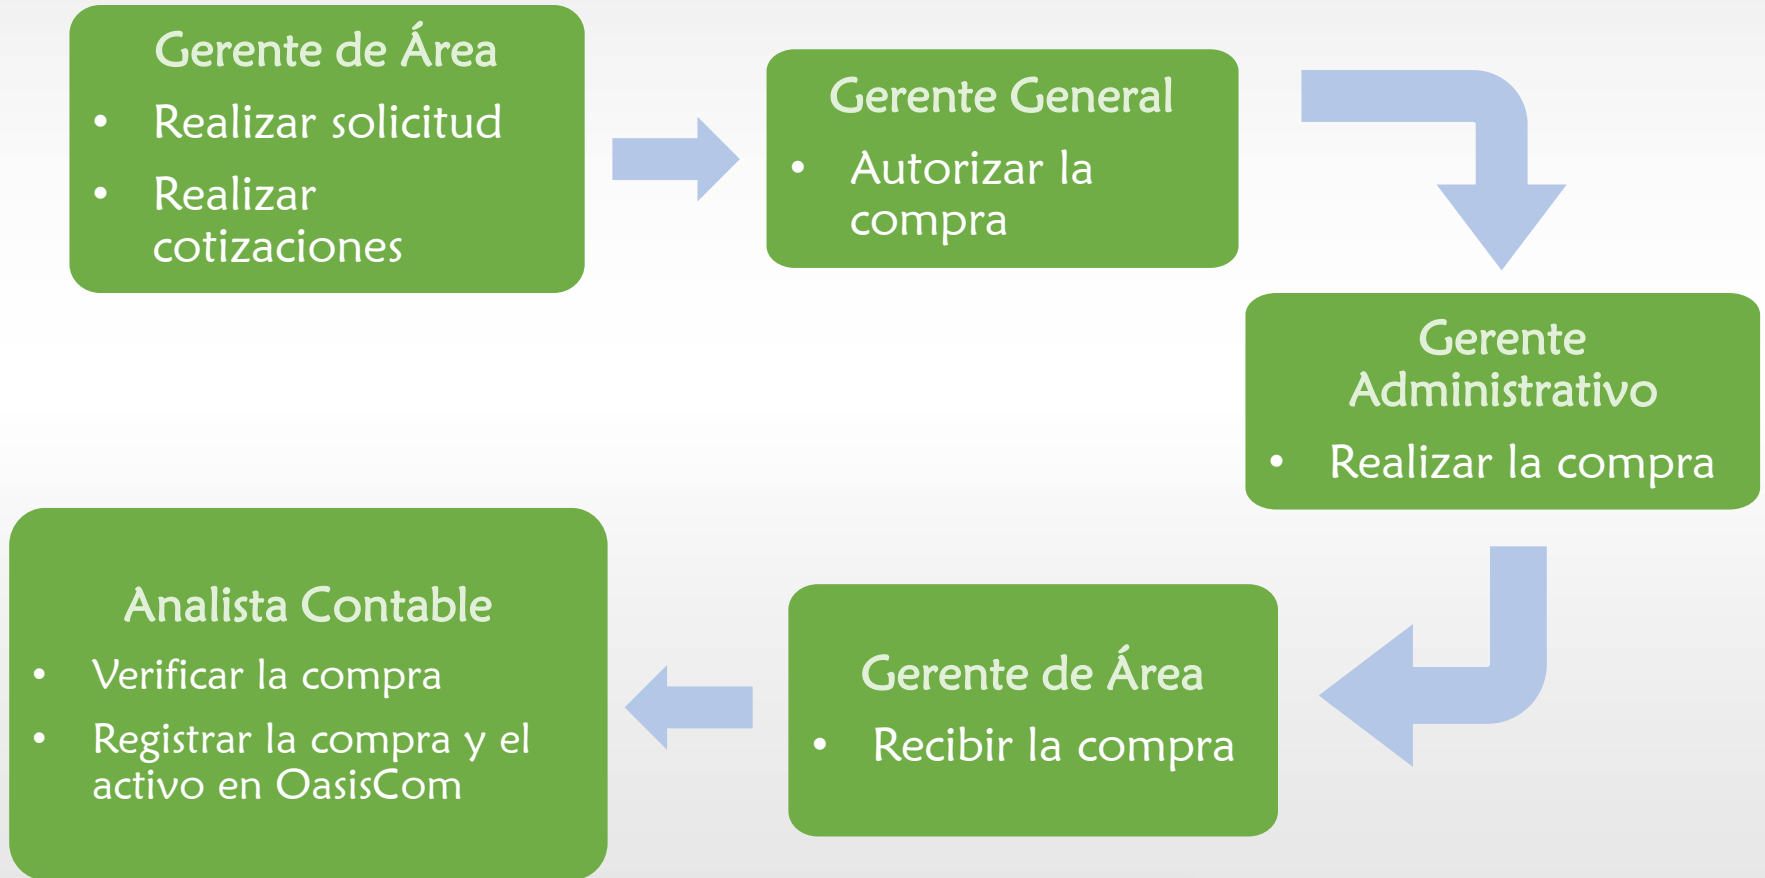 Gerente de Área
• Realizar solicitud
• Realizar
cotizaciones
Gerente General
• Autorizar la
compra
Gerente
Administrativo
• Realizar la compra
Gerente de Área
• Recibir la compra
Analista Contable
• Verificar la compra
• Registrar la compra y el
activo en OasisCom